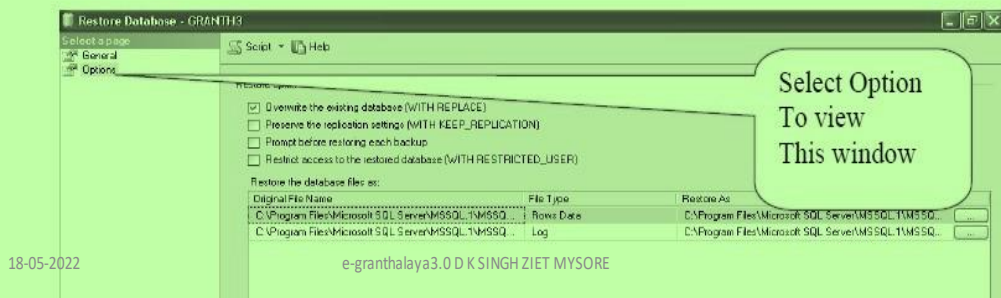 Restore Database - GRANTH3
Select a page
General
Options
Script
Help
Select Option
To view
This window
Overwrite the existing database (WITH REPLACE)
Preserve the replication settings (WITH KEEP_REPLICATION)
Prompt before restoring each backup
Restrict access to the restored database (WITH RESTRICTED_USER)
Restore the database files as:
Original File Name File Type Restore As
C:\Program Files\Microsoft SQL Server\MSSQL.1\MSSQ... Rows Data C:\Program Files\Microsoft SQL Server\MSSQL.1\MSSQ... ...
C:\Program Files\Microsoft SQL Server\MSSQL.1\MSSQ... Log C:\Program Files\Microsoft SQL Server\MSSQL.1\MSSQ... ...
18-05-2022 e-granthalaya3.0 D K SINGH ZIET MYSORE